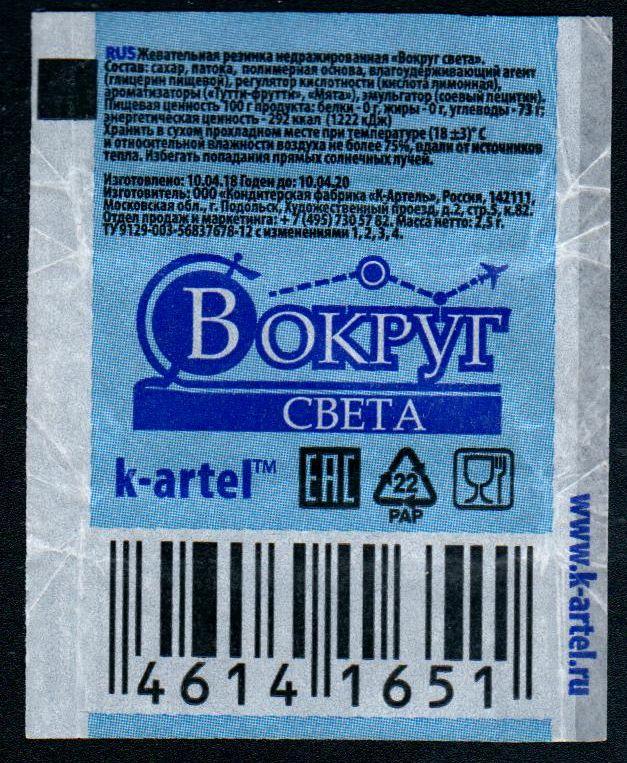 RUS Жевательная резинка недражированная «Вокруг света».
Состав: сахар, патока, полимерная основа, влагоудерживающий агент
(глицерин пищевой), регулятор кислотности (кислота лимонная),
ароматизаторы («Тутти-фрутти», «Мята»), эмульгатор (соевый лецитин).
Пищевая ценность 100 г продукта: белки - 0 г, жиры - 0 г, углеводы - 73 г;
энергетическая ценность - 292 ккал (1222 кДж)
Хранить в сухом прохладном месте при температуре (18 ±3)° С
и относительной влажности воздуха не более 75%, вдали от источников
тепла. Избегать попадания прямых солнечных лучей.
Изготовлено: 10.04.18 Годен до: 10.04.20
Изготовитель: ООО «Кондитерская фабрика «К-Артель», Россия, 142111,
Московская обл., г. Подольск, Художественный проезд, д.2, стр.5, к.82.
Отдел продаж и маркетинга: + 7 (495) 730 57 62. Масса нетто: 2,5 г.
ТУ 9129-003-56837678-12 с изменениями 1, 2, 3, 4.
ВОКРУГ
СВЕТА
k-artel™
EAC
22
PAP
4614 1651
www.k-artel.ru